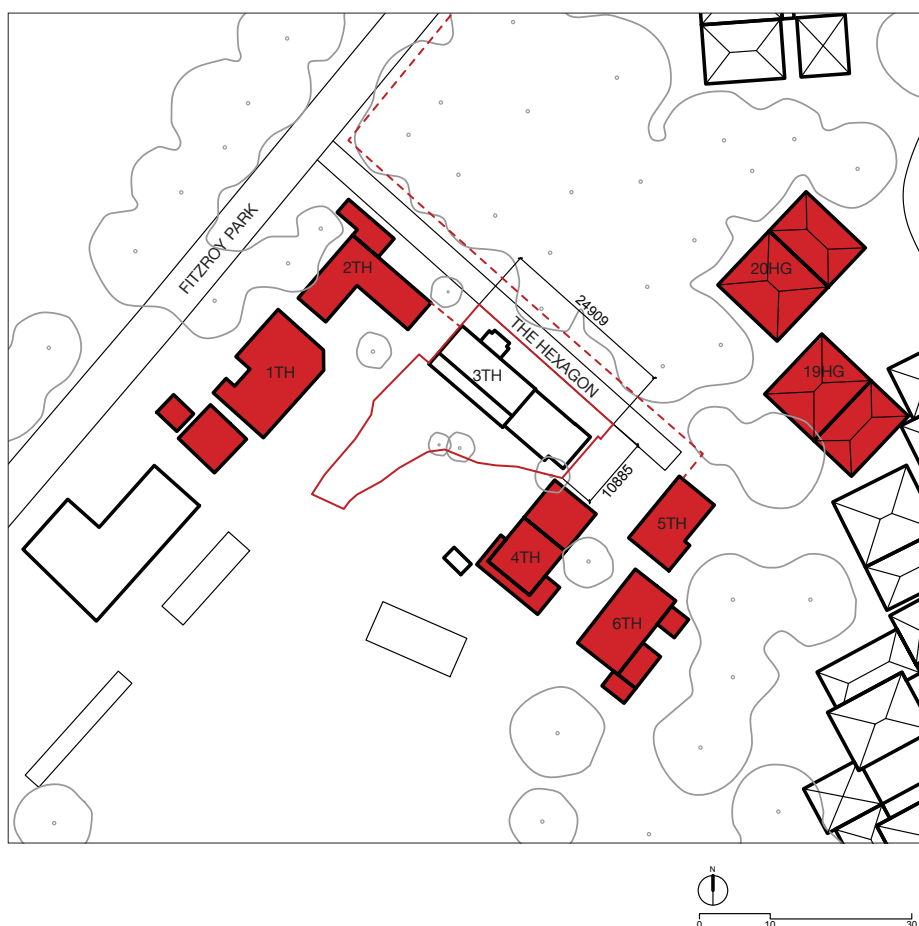 FITZROY PARK
2TH
20HG
24909
THE HEXAGON
1TH
3TH
19HG
10885
5TH
4TH
6TH
N
0 10 30